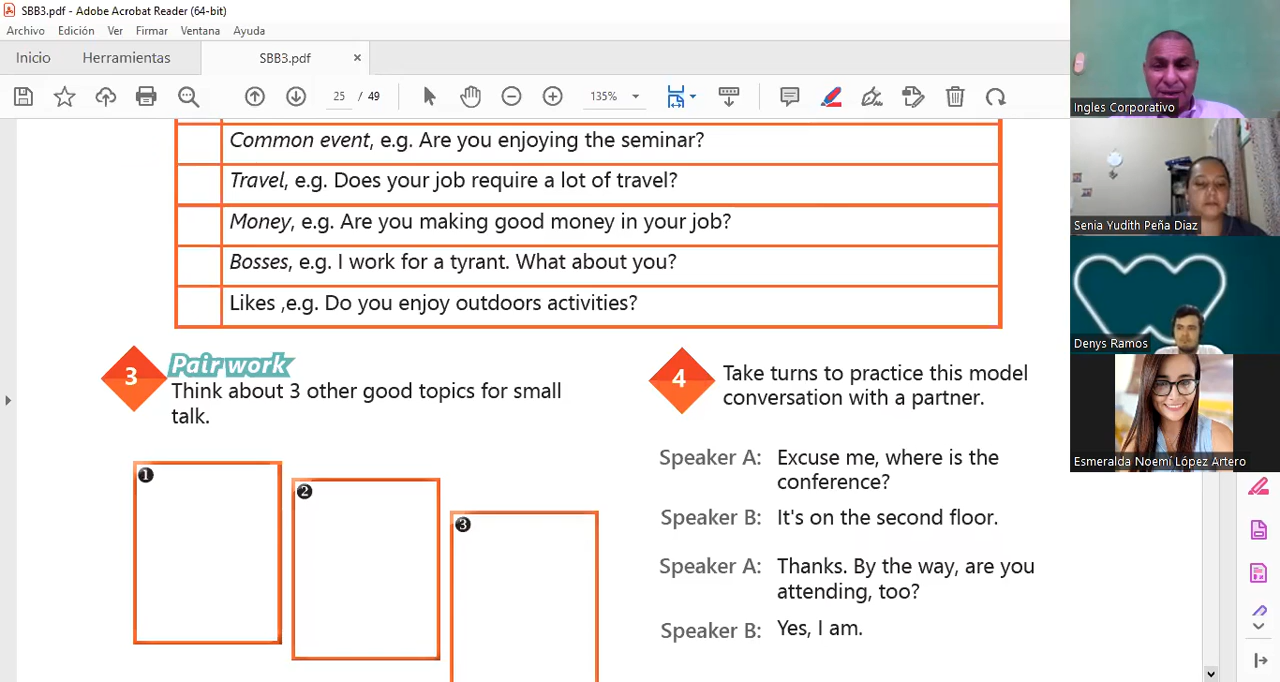 SBB3.pdf - Adobe Acrobat Reader (64-bit)
Archivo Edición Ver Firmar Ventana Ayuda
Inicio Herramientas SBB3.pdf ×
25 / 49 135%
Common event, e.g. Are you enjoying the seminar?
Travel, e.g. Does your job require a lot of travel?
Money, e.g. Are you making good money in your job?
Bosses, e.g. I work for a tyrant. What about you?
Likes ,e.g. Do you enjoy outdoors activities?
3 Pair work
Think about 3 other good topics for small
talk.
1
2
3
4 Take turns to practice this model
conversation with a partner.
Speaker A: Excuse me, where is the
conference?
Speaker B: It's on the second floor.
Speaker A: Thanks. By the way, are you
attending, too?
Speaker B: Yes, I am.
Ingles Corporativo
Senia Yudith Peña Diaz
Denys Ramos
Esmeralda Noemí López Artero